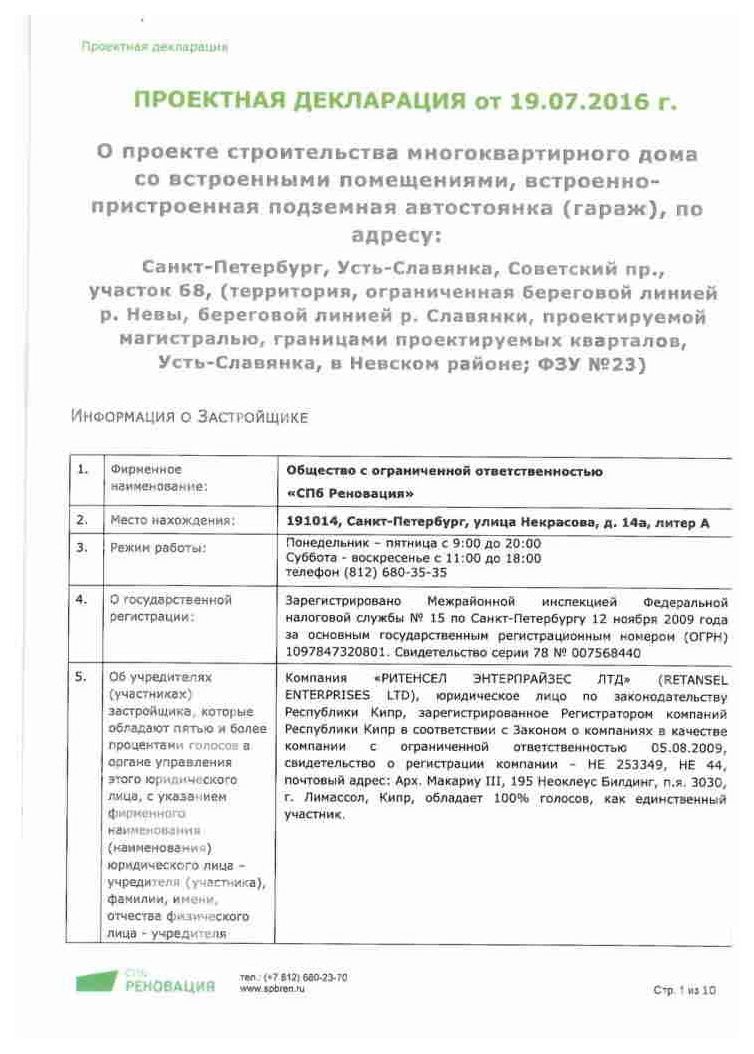 Проектная декларация
ПРОЕКТНАЯ ДЕКЛАРАЦИЯ от 19.07.2016 г.
О проекте строительства многоквартирного дома
со встроенными помещениями, встроенно-
пристроенная подземная автостоянка (гараж), по
адресу:
Санкт-Петербург, Усть-Славянка, Советский пр.,
участок 68, (территория, ограниченная береговой линией
р. Невы, береговой линией р. Славянки, проектируемой
магистралью, границами проектируемых кварталов,
Усть-Славянка, в Невском районе; ФЗУ №23)
ИНФОРМАЦИЯ О ЗАСТРОЙЩИКЕ
1. Фирменное
наименование:
Общество с ограниченной ответственностью
«СПб Реновация»
2. Место нахождения: 191014, Санкт-Петербург, улица Некрасова, д. 14а, литер А
3. Режим работы:
Понедельник – пятница с 9:00 до 20:00
Суббота - воскресенье с 11:00 до 18:00
телефон (812) 680-35-35
4. О государственной
регистрации:
Зарегистрировано Межрайонной инспекцией Федеральной
налоговой службы № 15 по Санкт-Петербургу 12 ноября 2009 года
за основным государственным регистрационным номером (ОГРН)
1097847320801. Свидетельство серии 78 № 007568440
5. Об учредителях
(участниках)
застройщика, которые
обладают пятью и более
процентами голосов в
органе управления
этого юридического
лица, с указанием
фирменного
наименования
(наименования)
юридического лица –
учредителя (участника),
фамилии, имени,
отчества физического
лица - учредителя
Компания «РИТЕНСЕЛ ЭНТЕРПРАЙЗЕС ЛТД» (RETANSEL
ENTERPRISES LTD), юридическое лицо по законодательству
Республики Кипр, зарегистрированное Регистратором компаний
Республики Кипр в соответствии с Законом о компаниях в качестве
компании с ограниченной ответственностью 05.08.2009,
свидетельство о регистрации компании – НЕ 253349, НЕ 44,
почтовый адрес: Арх. Макариу III, 195 Неоклеус Билдинг, п.я. 3030,
г. Лимассол, Кипр, обладает 100% голосов, как единственный
участник.
СПБ
РЕНОВАЦИЯ
тел.: (+7 812) 680-23-70
www.spbren.ru
Стр. 1 из 10